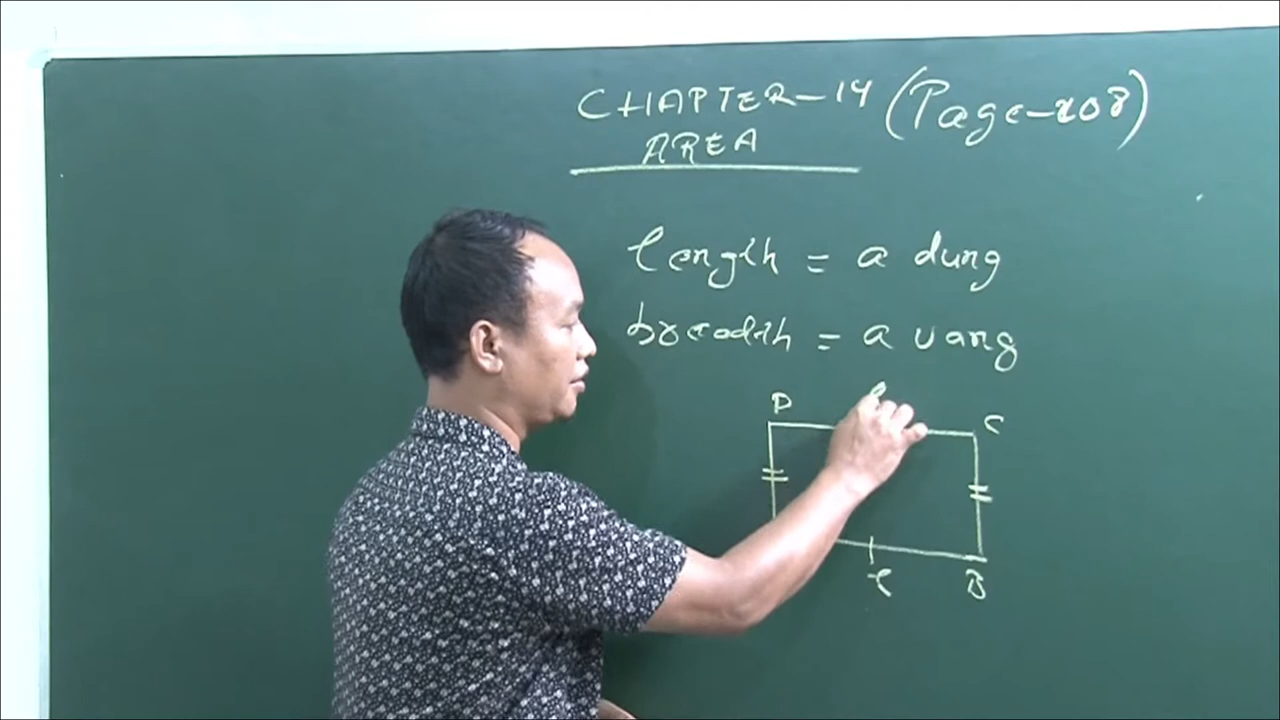 CHAPTER-14 (Page-208)
AREA
length = a dung
breadth = a vang
D
C
l
B